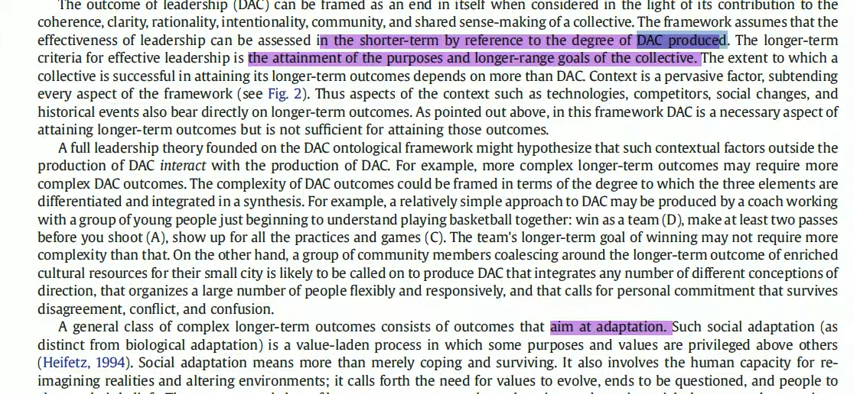 The outcome of leadership (DAC) can be framed as an end in itself when considered in the light of its contribution to the
coherence, clarity, rationality, intentionality, community, and shared sense-making of a collective. The framework assumes that the
effectiveness of leadership can be assessed in the shorter-term by reference to the degree of DAC produced. The longer-term
criteria for effective leadership is the attainment of the purposes and longer-range goals of the collective. The extent to which a
collective is successful in attaining its longer-term outcomes depends on more than DAC. Context is a pervasive factor, subtending
every aspect of the framework (see Fig. 2). Thus aspects of the context such as technologies, competitors, social changes, and
historical events also bear directly on longer-term outcomes. As pointed out above, in this framework DAC is a necessary aspect of
attaining longer-term outcomes but is not sufficient for attaining those outcomes.
A full leadership theory founded on the DAC ontological framework might hypothesize that such contextual factors outside the
production of DAC interact with the production of DAC. For example, more complex longer-term outcomes may require more
complex DAC outcomes. The complexity of DAC outcomes could be framed in terms of the degree to which the three elements are
differentiated and integrated in a synthesis. For example, a relatively simple approach to DAC may be produced by a coach working
with a group of young people just beginning to understand playing basketball together: win as a team (D), make at least two passes
before you shoot (A), show up for all the practices and games (C). The team's longer-term goal of winning may not require more
complexity than that. On the other hand, a group of community members coalescing around the longer-term outcome of enriched
cultural resources for their small city is likely to be called on to produce DAC that integrates any number of different conceptions of
direction, that organizes a large number of people flexibly and responsively, and that calls for personal commitment that survives
disagreement, conflict, and confusion.
A general class of complex longer-term outcomes consists of outcomes that aim at adaptation. Such social adaptation (as
distinct from biological adaptation) is a value-laden process in which some purposes and values are privileged above others
(Heifetz, 1994). Social adaptation means more than merely coping and surviving. It also involves the human capacity for re-
imagining realities and altering environments; it calls forth the need for values to evolve, ends to be questioned, and people to